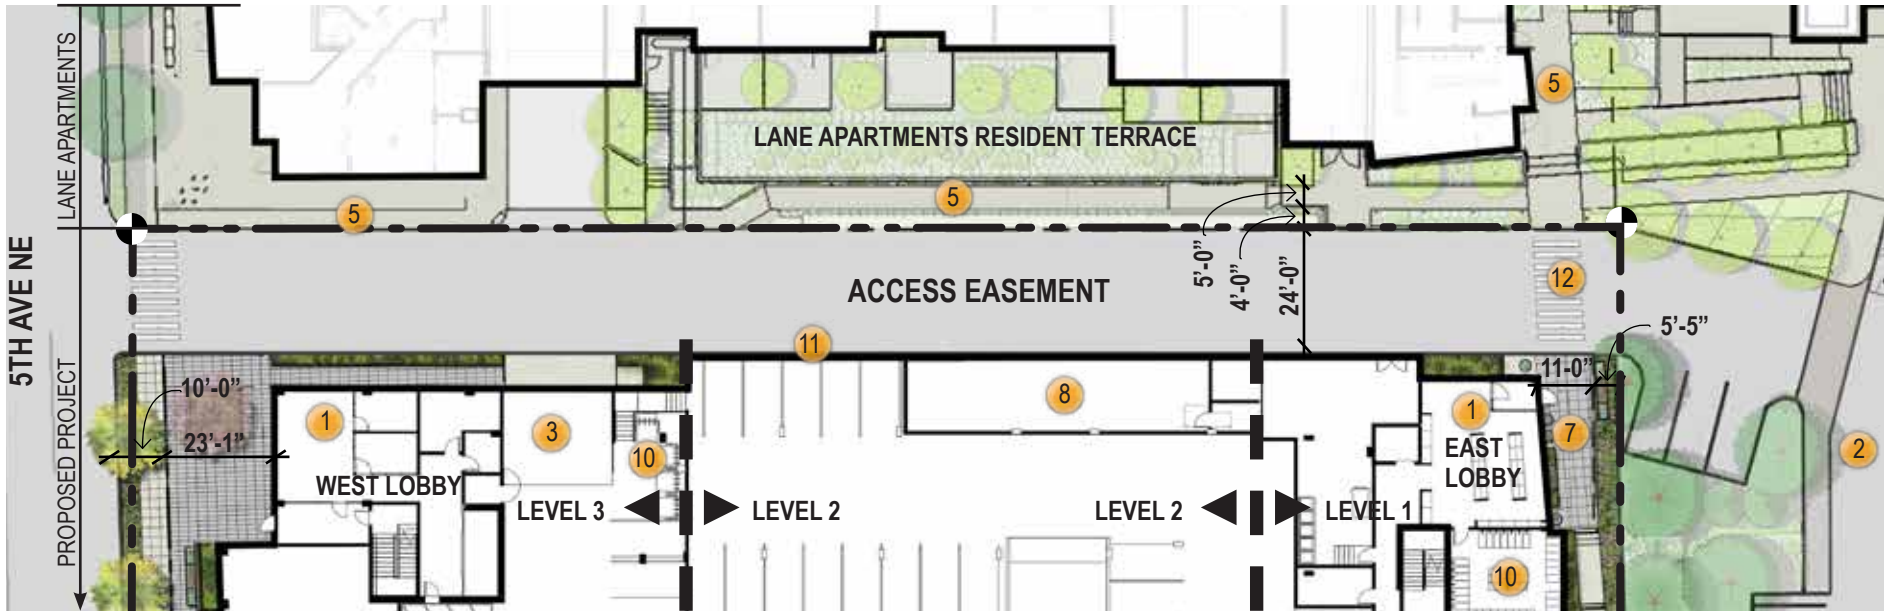 LANE APARTMENTS
5TH AVE NE
PROPOSED PROJECT
5
LANE APARTMENTS RESIDENT TERRACE
5
5
5'-0"
4'-0"
24'-0"
ACCESS EASEMENT
12
5'-5"
11
10'-0"
11-0"
8
1
3
1
7
23'-1"
10
EAST
LOBBY
2
WEST LOBBY
LEVEL 3
LEVEL 2
LEVEL 2
LEVEL 1
10